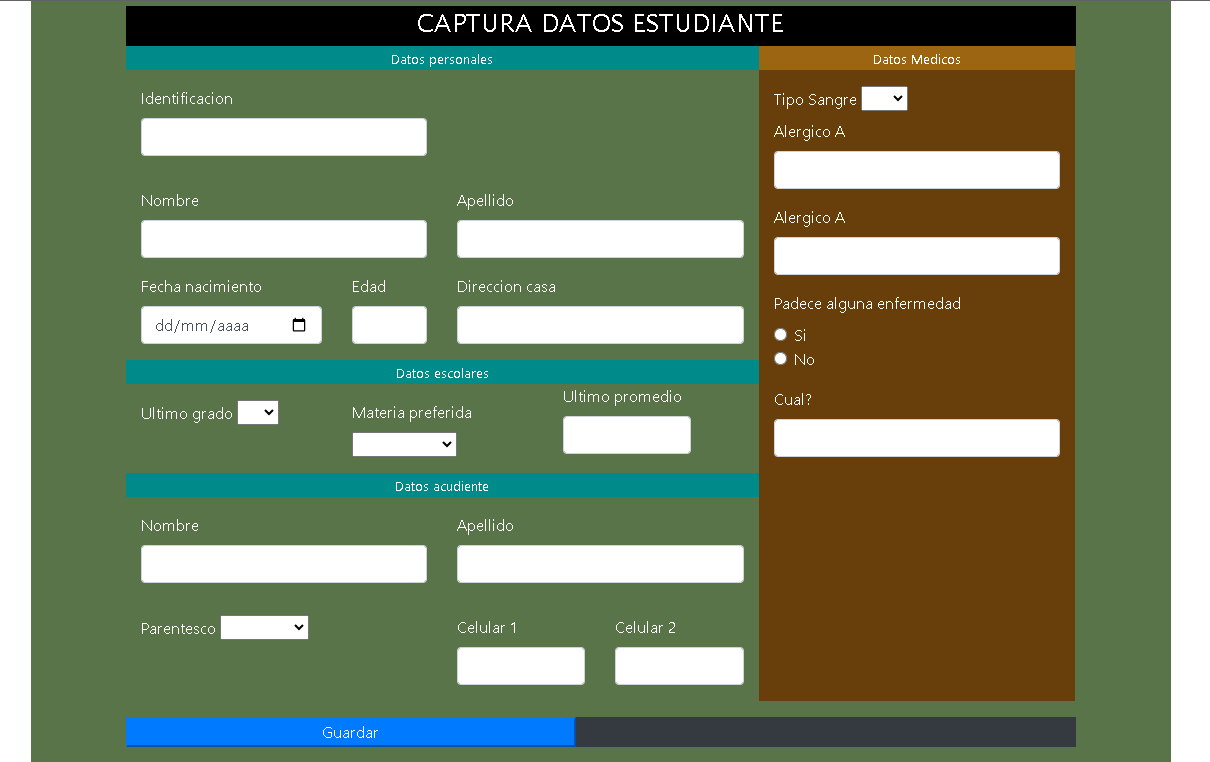 CAPTURA DATOS ESTUDIANTE
Datos personales
Identificacion
Nombre
Apellido
Fecha nacimiento
Edad
Direccion casa
dd/mm/aaaa
Datos escolares
Ultimo grado
Materia preferida
Ultimo promedio
Datos acudiente
Nombre
Apellido
Parentesco
Celular 1
Celular 2
Datos Medicos
Tipo Sangre
Alergico A
Alergico A
Padece alguna enfermedad
Si
No
Cual?
Guardar